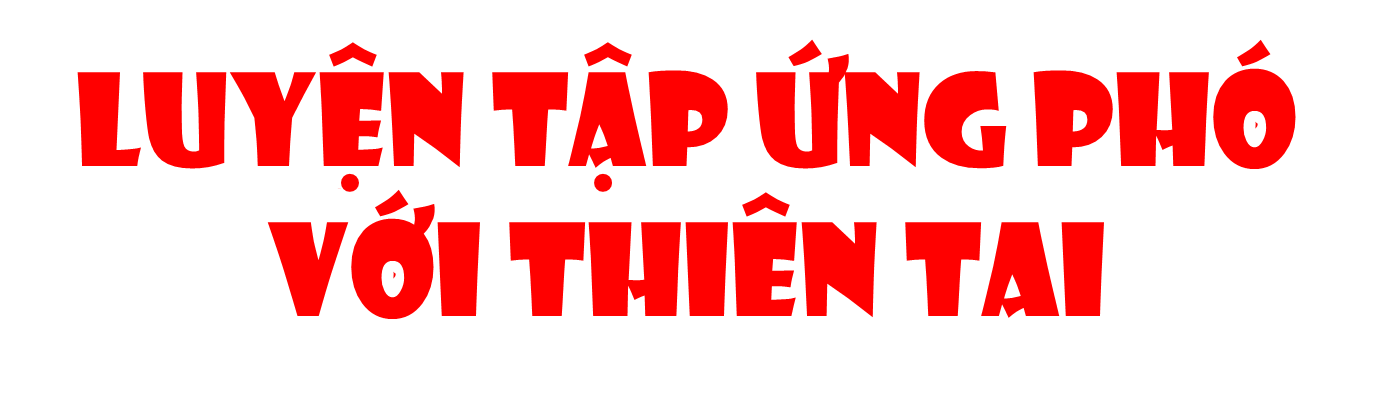 LUYỆN TẬP ỨNG PHÓ
VỚI THIÊN TAI